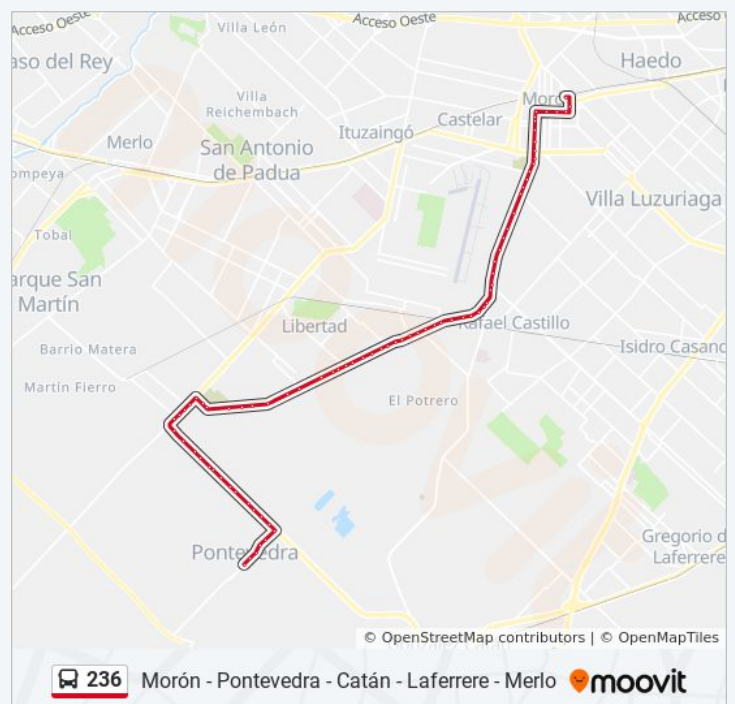 Acceso Oeste
Acceso Oeste
Acceso
Villa León
aso del Rey
Haedo
Villa
Reichembach
Moró
Castelar
Ituzaingó
Merlo
San Antonio
de Padua
ompeya
Villa Luzuriaga
Tobal
arque San
Martín
Libertad
Rafael Castillo
Barrio Matera
Isidro Casano
Martín Fierro
El Potrero
Gregorio d
Laferrere
Pontevedra
© OpenStreetMap contributors | © OpenMapTiles
236 Morón - Pontevedra - Catán - Laferrere - Merlo moovit